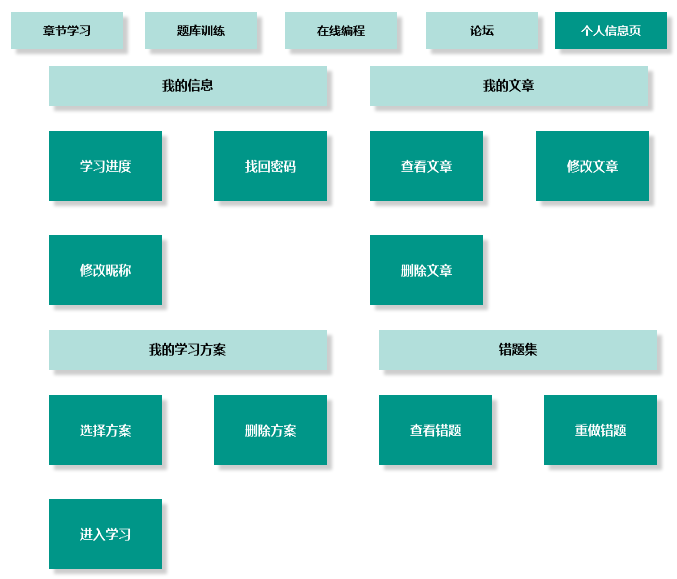 章节学习
题库训练
在线编程
论坛
个人信息页
我的信息
我的文章
学习进度
找回密码
查看文章
修改文章
修改昵称
删除文章
我的学习方案
错题集
选择方案
删除方案
查看错题
重做错题
进入学习